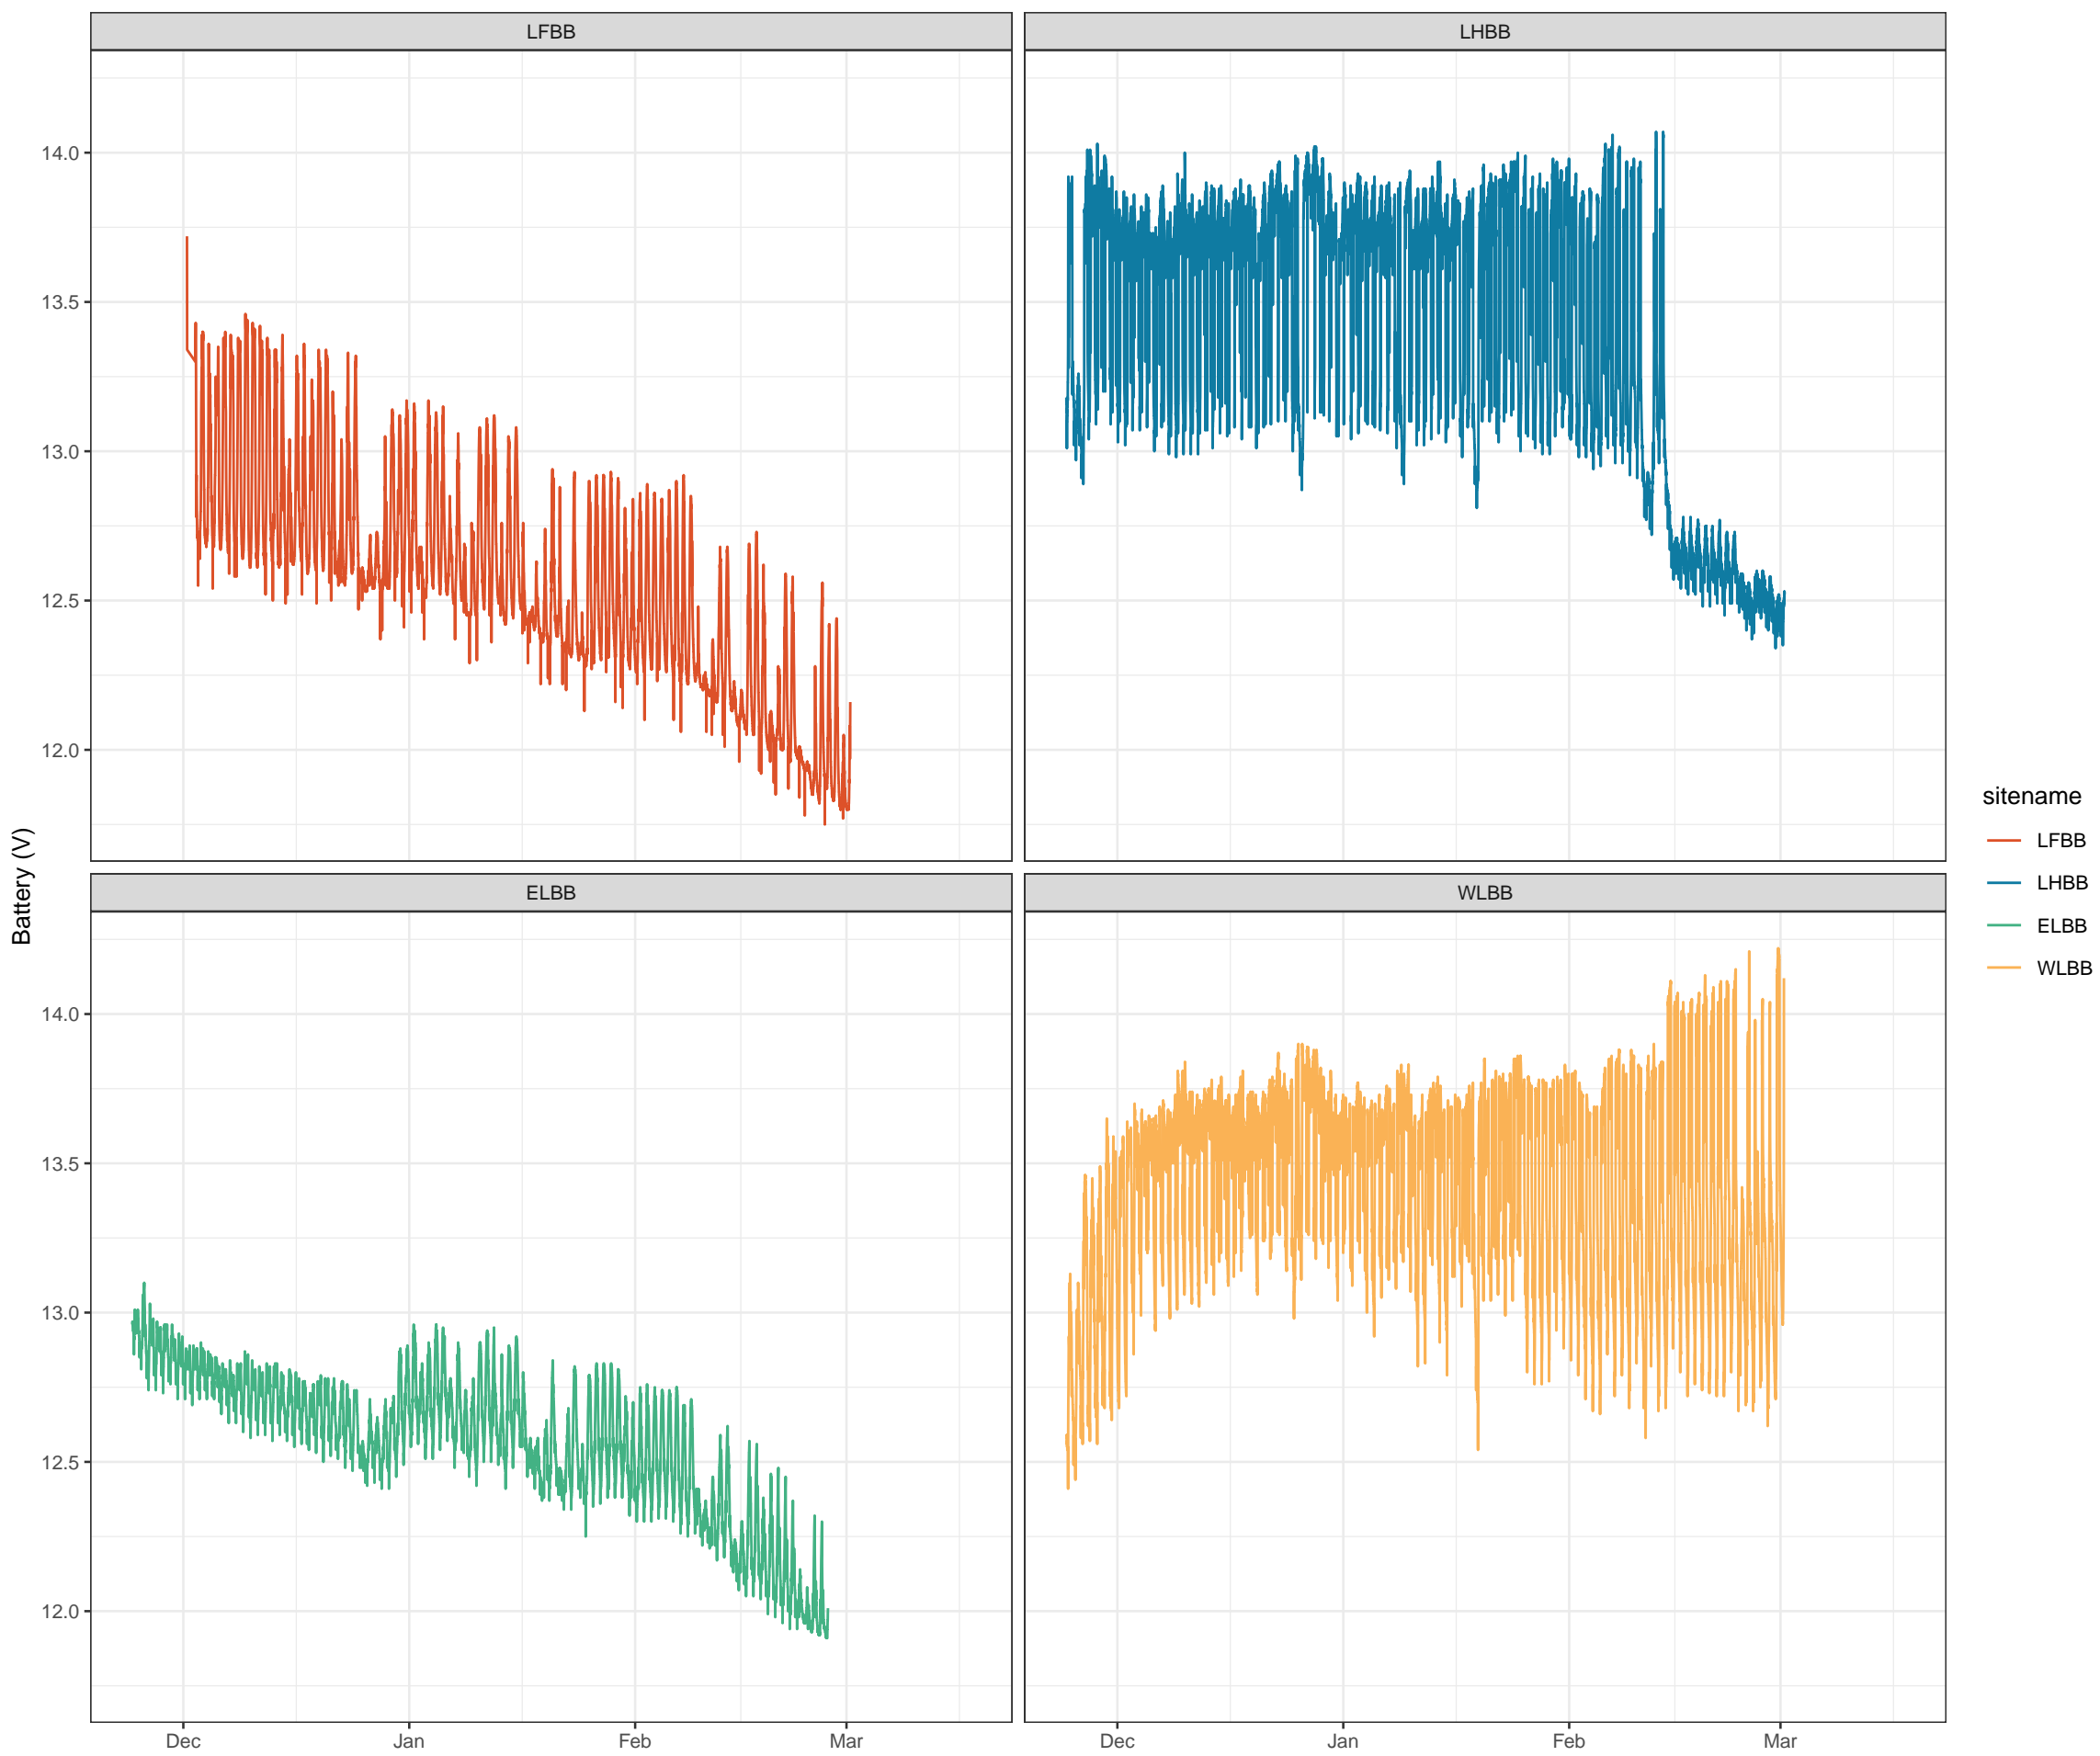 LFBB
LHBB
14.0
13.5
13.0
12.5
12.0
ELBB
WLBB
14.0
13.5
13.0
12.5
12.0
Battery (V)
Dec
Jan
Feb
Mar
Dec
Jan
Feb
Mar
sitename
LFBB
LHBB
ELBB
WLBB